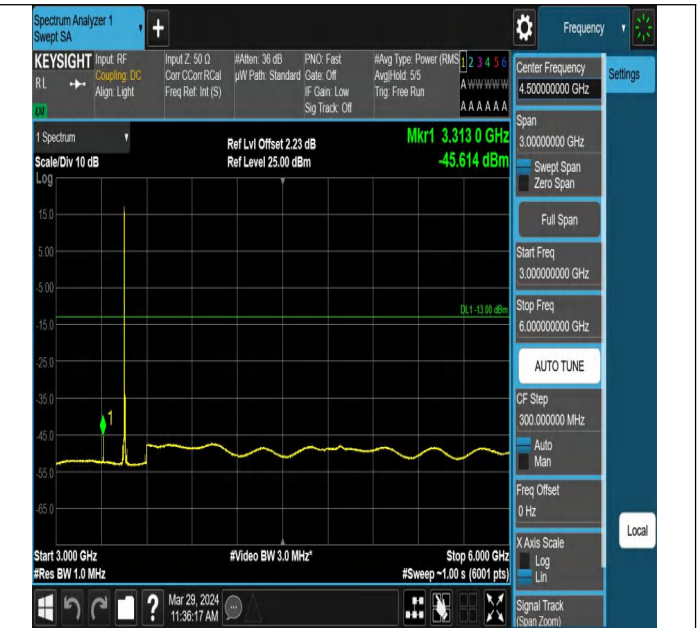 Spectrum Analyzer 1
Swept SA
+
Frequency
KEYSIGHT
RL
LXI
Input: RF
Coupling: DC
Align: Light
Input Z: 50 Ω
Corr CCorr RCal
Freq Ref: Int (S)
#Atten: 36 dB
µW Path: Standard
PNO: Fast
Gate: Off
IF Gain: Low
Sig Track: Off
#Avg Type: Power (RMS
Avg|Hold: 5/5
Trig: Free Run
1 2 3 4 5 6
A W W W W W
A A A A A A
1 Spectrum
Scale/Div 10 dB
Log
Ref Lvl Offset 2.23 dB
Ref Level 25.00 dBm
Mkr1 3.313 0 GHz
-45.614 dBm
15.0
5.00
-5.00
-15.0
-25.0
-35.0
-45.0
-55.0
-65.0
DL1 -13.00 dBm
1
Start 3.000 GHz
#Res BW 1.0 MHz
#Video BW 3.0 MHz*
Stop 6.000 GHz
#Sweep ~1.00 s (6001 pts)
?
Mar 29, 2024
11:36:17 AM
Center Frequency
4.500000000 GHz
Settings
Span
3.00000000 GHz
Swept Span
Zero Span
Full Span
Start Freq
3.000000000 GHz
Stop Freq
6.000000000 GHz
AUTO TUNE
CF Step
300.000000 MHz
Auto
Man
Freq Offset
0 Hz
X Axis Scale
Log
Lin
Local
Signal Track
(Span Zoom)